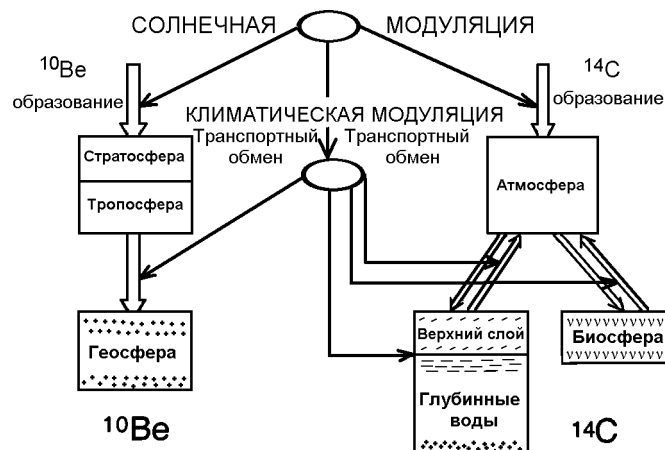 СОЛНЕЧНАЯ МОДУЛЯЦИЯ
¹⁰Be
образование
¹⁴C
образование
КЛИМАТИЧЕСКАЯ МОДУЛЯЦИЯ
Транспортный
обмен
Транспортный
обмен
Стратосфера
Тропосфера
Атмосфера
Геосфера
Верхний слой
Глубинные
воды
Биосфера
¹⁰Be
¹⁴C